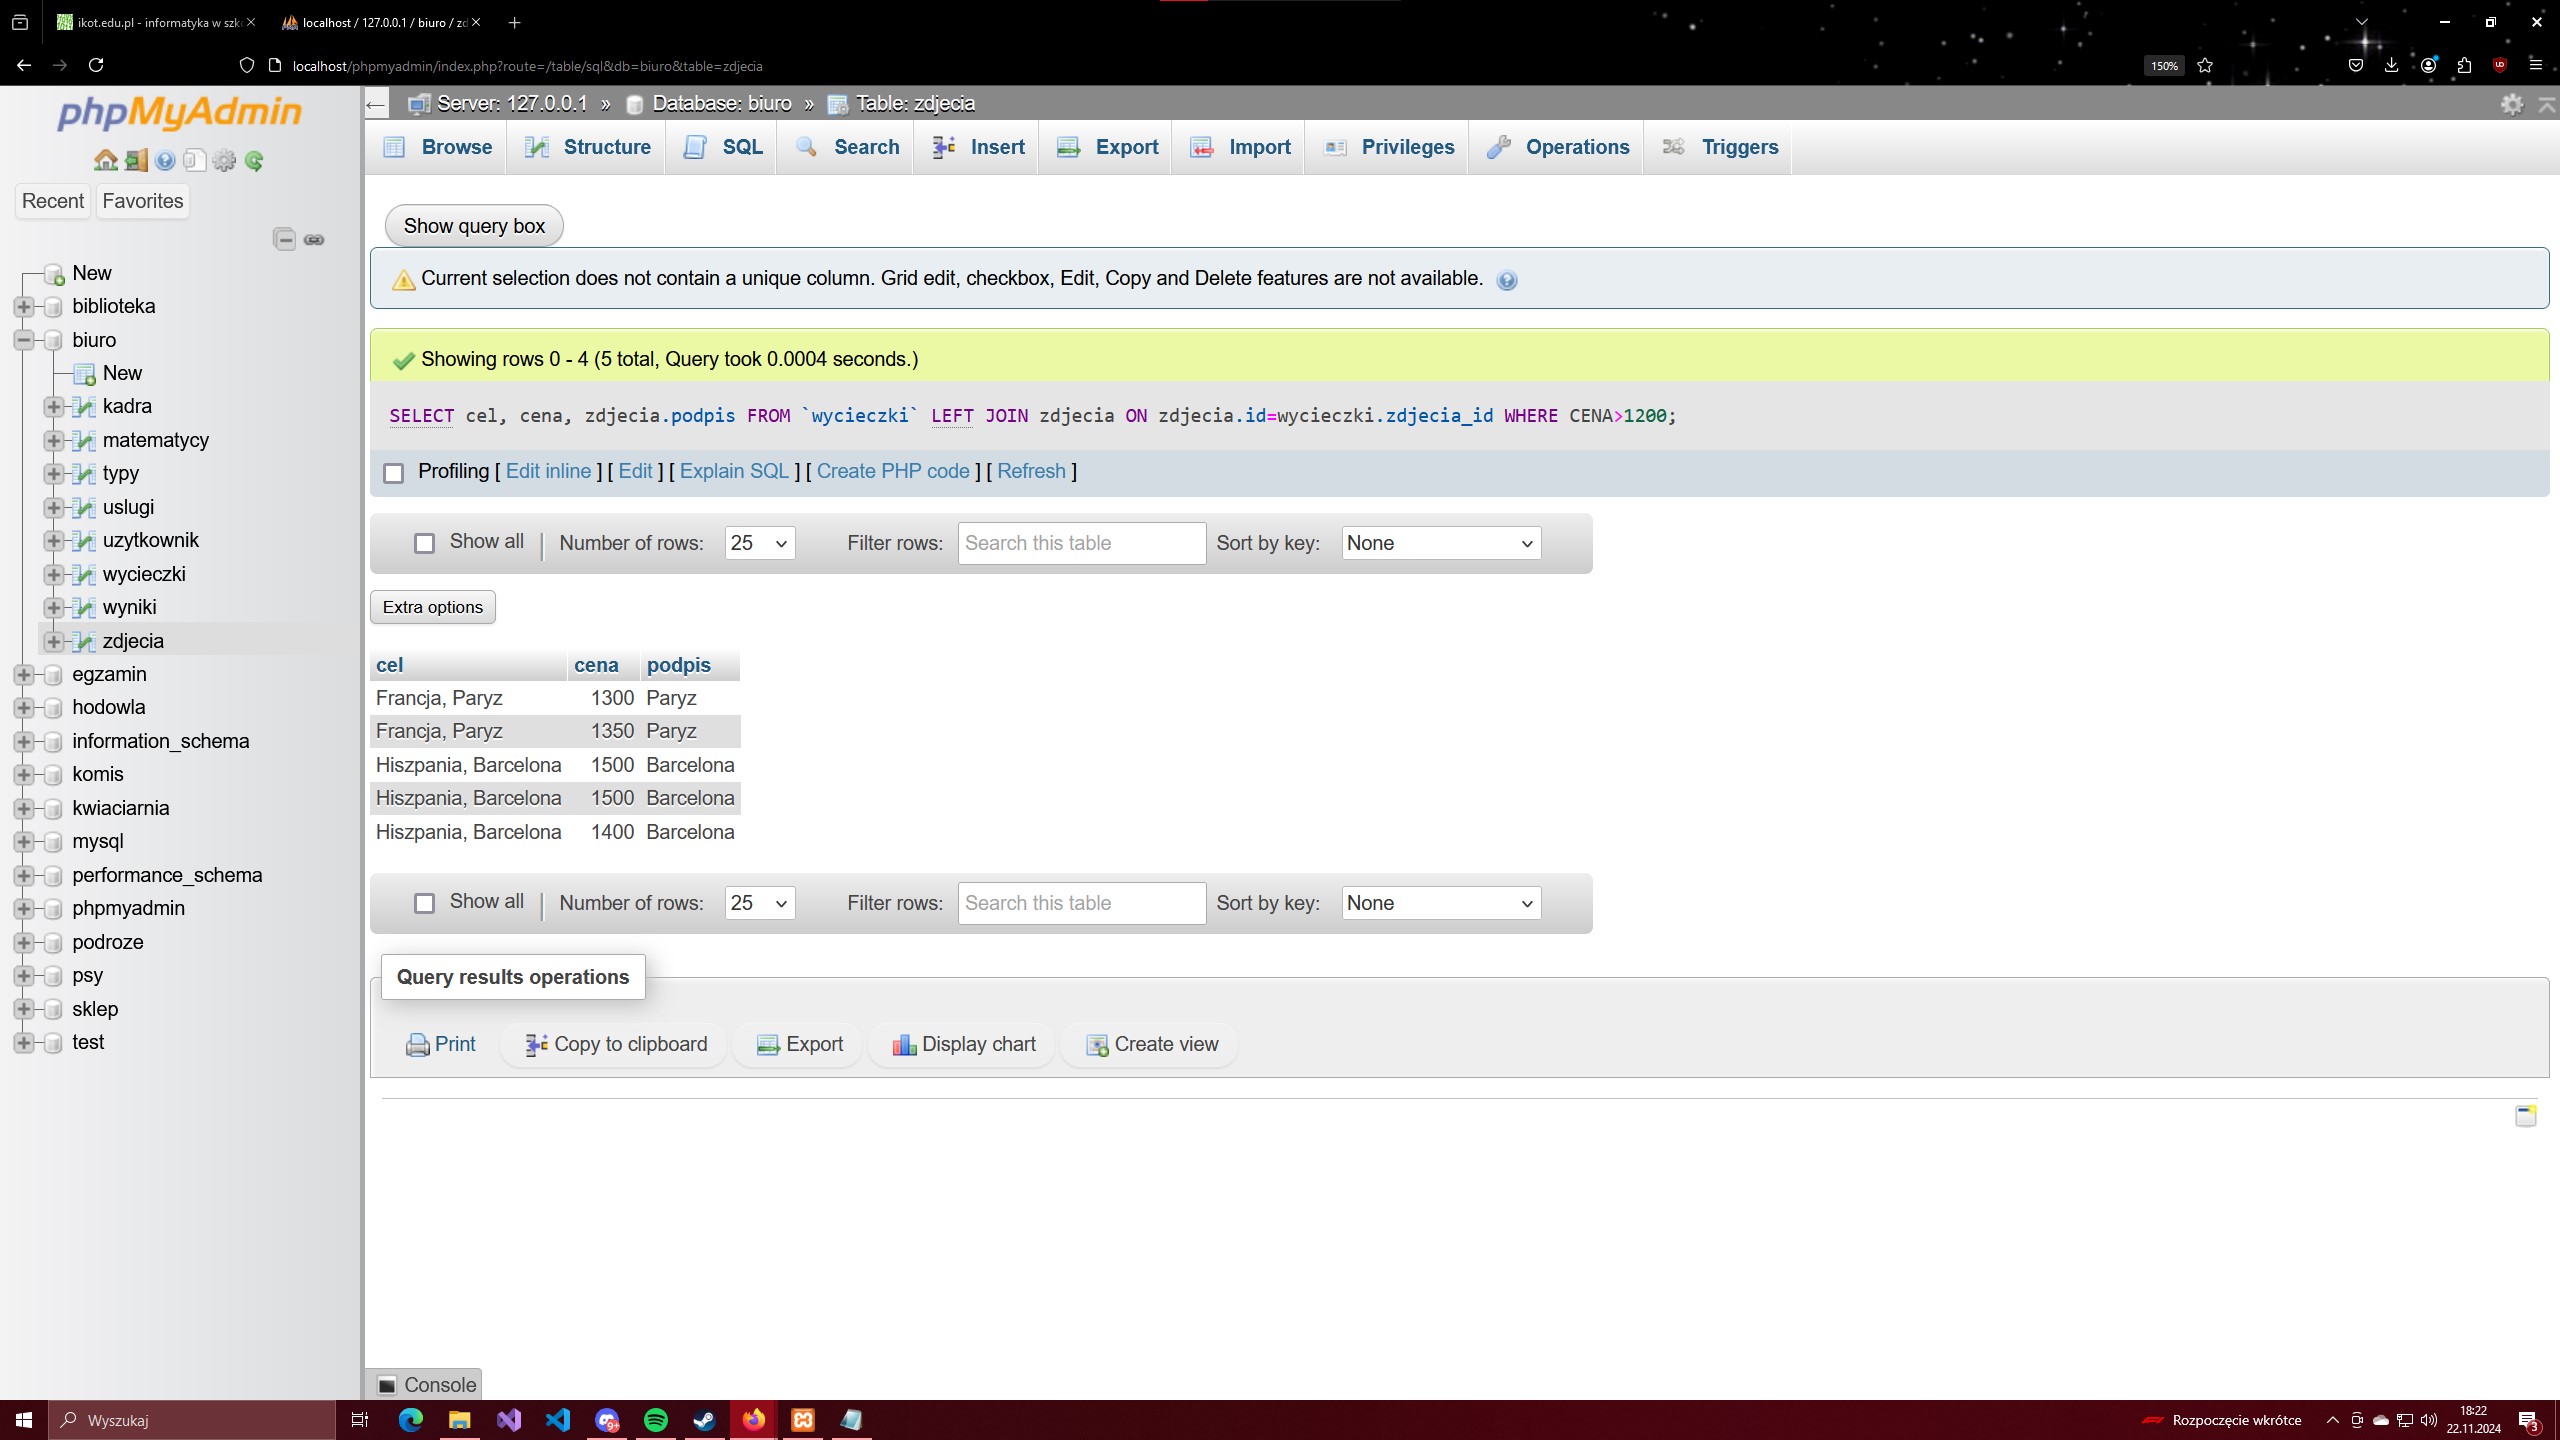 ikot.edu.pl - informatyka w szk
localhost / 127.0.0.1 / biuro / zd
localhost/phpmyadmin/index.php?route=/table/sql&db=biuro&table=zdjecia
150%
phpMyAdmin
Recent Favorites
New
biblioteka
biuro
New
kadra
matematycy
typy
uslugi
uzytkownik
wycieczki
wyniki
zdjecia
egzamin
hodowla
information_schema
komis
kwiaciarnia
mysql
performance_schema
phpmyadmin
podroze
psy
sklep
test
Server: 127.0.0.1 » Database: biuro » Table: zdjecia
Browse Structure SQL Search Insert Export Import Privileges Operations Triggers
Show query box
Current selection does not contain a unique column. Grid edit, checkbox, Edit, Copy and Delete features are not available.
Showing rows 0 - 4 (5 total, Query took 0.0004 seconds.)
SELECT cel, cena, zdjecia.podpis FROM `wycieczki` LEFT JOIN zdjecia ON zdjecia.id=wycieczki.zdjecia_id WHERE CENA>1200;
Profiling [ Edit inline ] [ Edit ] [ Explain SQL ] [ Create PHP code ] [ Refresh ]
Show all Number of rows: 25 Filter rows: Search this table Sort by key: None
Extra options
cel cena podpis
Francja, Paryz 1300 Paryz
Francja, Paryz 1350 Paryz
Hiszpania, Barcelona 1500 Barcelona
Hiszpania, Barcelona 1500 Barcelona
Hiszpania, Barcelona 1400 Barcelona
Show all Number of rows: 25 Filter rows: Search this table Sort by key: None
Query results operations
Print Copy to clipboard Export Display chart Create view
Console
Wyszukaj
9+
Rozpoczęcie wkrótce
18:22
22.11.2024
3